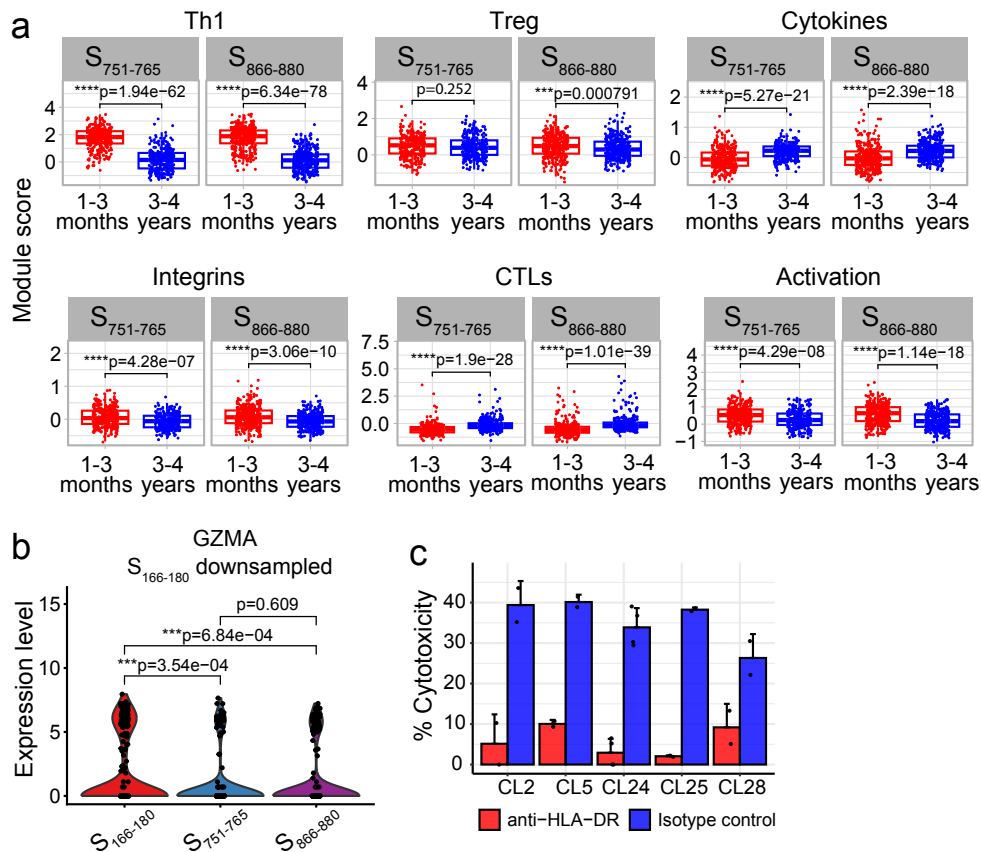 a
Th1 Treg Cytokines
S751-765 S866-880 S751-765 S866-880 S751-765 S866-880
****p=1.94e−62 ****p=6.34e−78 p=0.252 ***p=0.000791 ****p=5.27e−21 ****p=2.39e−18
4
2
0
4
2
0
2
1
0
1-3 months 3-4 years 1-3 months 3-4 years 1-3 months 3-4 years 1-3 months 3-4 years 1-3 months 3-4 years 1-3 months 3-4 years
Module score
Integrins CTLs Activation
S751-765 S866-880 S751-765 S866-880 S751-765 S866-880
****p=4.28e−07 ****p=3.06e−10 ****p=1.9e−28 ****p=1.01e−39 ****p=4.29e−08 ****p=1.14e−18
2
1
0
7.5
5.0
2.5
0.0
4
3
2
1
0
−1
1-3 months 3-4 years 1-3 months 3-4 years 1-3 months 3-4 years 1-3 months 3-4 years 1-3 months 3-4 years 1-3 months 3-4 years
b
GZMA
S166-180 downsampled
Expression level
15
10
5
0
p=0.609
***p=6.84e−04
***p=3.54e−04
S166-180 S751-765 S866-880
c
% Cytotoxicity
40
30
20
10
0
CL2 CL5 CL24 CL25 CL28
anti−HLA−DR Isotype control